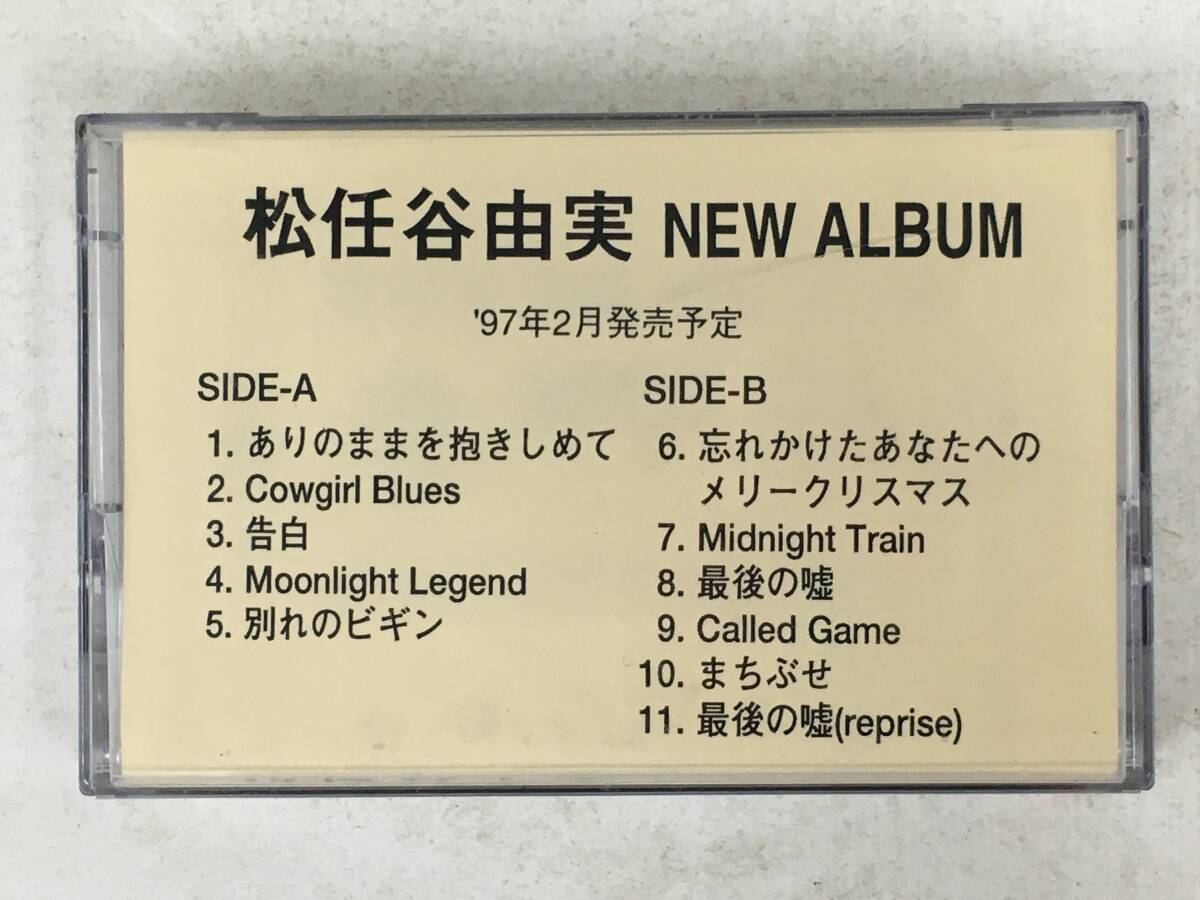 松任谷由実 NEW ALBUM
'97年2月発売予定
SIDE-A
1. ありのままを抱きしめて
2. Cowgirl Blues
3. 告白
4. Moonlight Legend
5. 別れのビギン
SIDE-B
6. 忘れかけたあなたへの
メリークリスマス
7. Midnight Train
8. 最後の嘘
9. Called Game
10. まちぶせ
11. 最後の嘘(reprise)